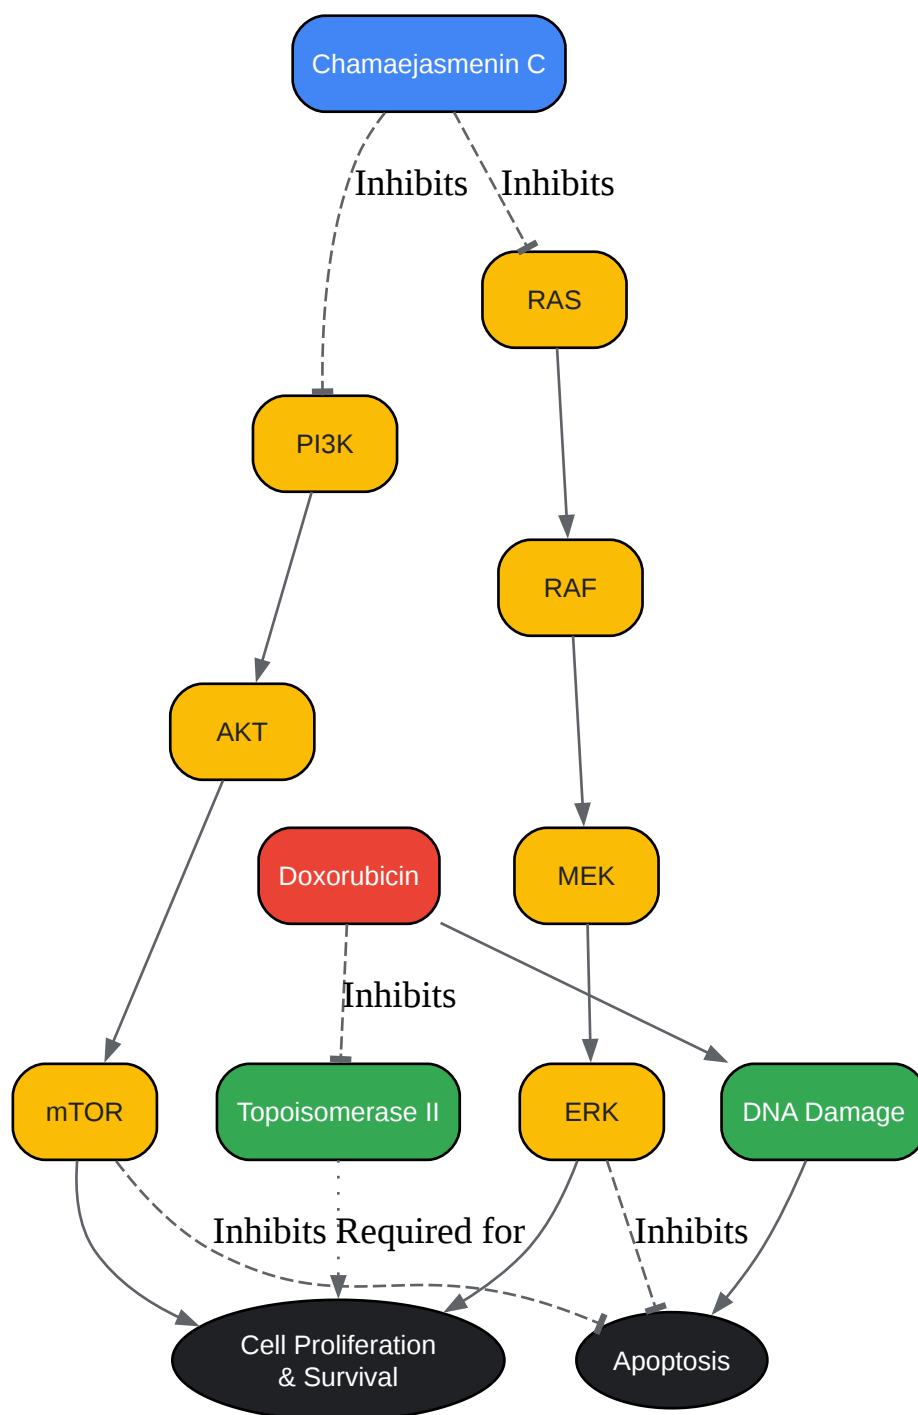 Chamaejasmenin C
Inhibits
Inhibits
RAS
PI3K
RAF
AKT
Doxorubicin
MEK
Inhibits
mTOR
Topoisomerase II
ERK
DNA Damage
Inhibits
Required for
Inhibits
Cell Proliferation
& Survival
Apoptosis